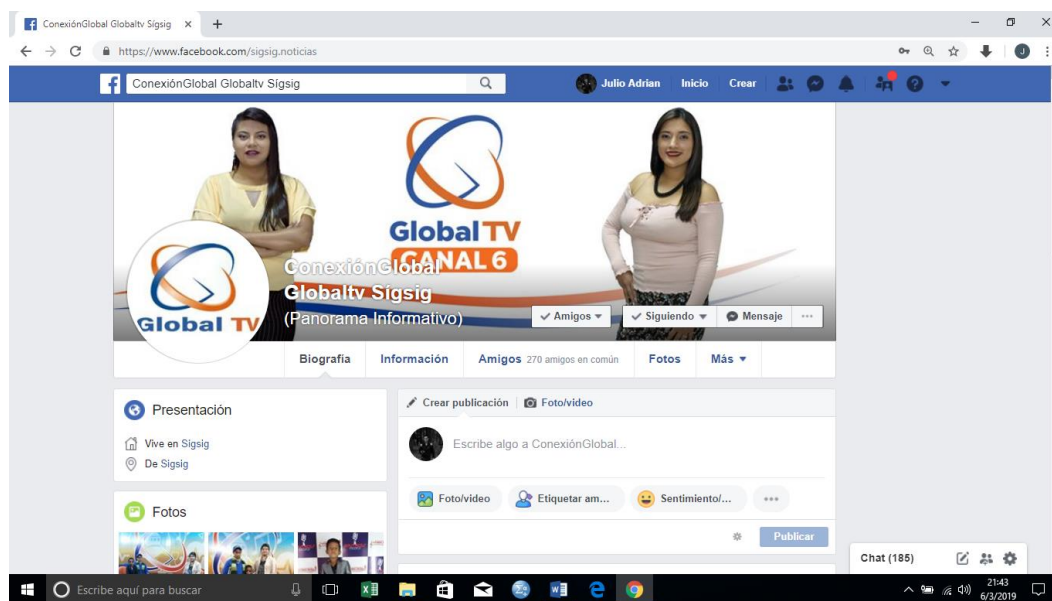 ConexiónGlobal Globaltv Sígsig
https://www.facebook.com/sigsig.noticias
ConexiónGlobal Globaltv Sígsig
Julio Adrian Inicio Crear
Global TV
CANAL 6
Global TV
ConexiónGlobal
Globaltv Sígsig
(Panorama Informativo)
Amigos Siguiendo Mensaje
Biografía Información Amigos 270 amigos en común Fotos Más
Presentación
Vive en Sigsig
De Sigsig
Fotos
Crear publicación Foto/video
Escribe algo a ConexiónGlobal...
Foto/video Etiquetar am... Sentimiento/...
Publicar
Chat (185)
Escribe aquí para buscar
21:43
6/3/2019